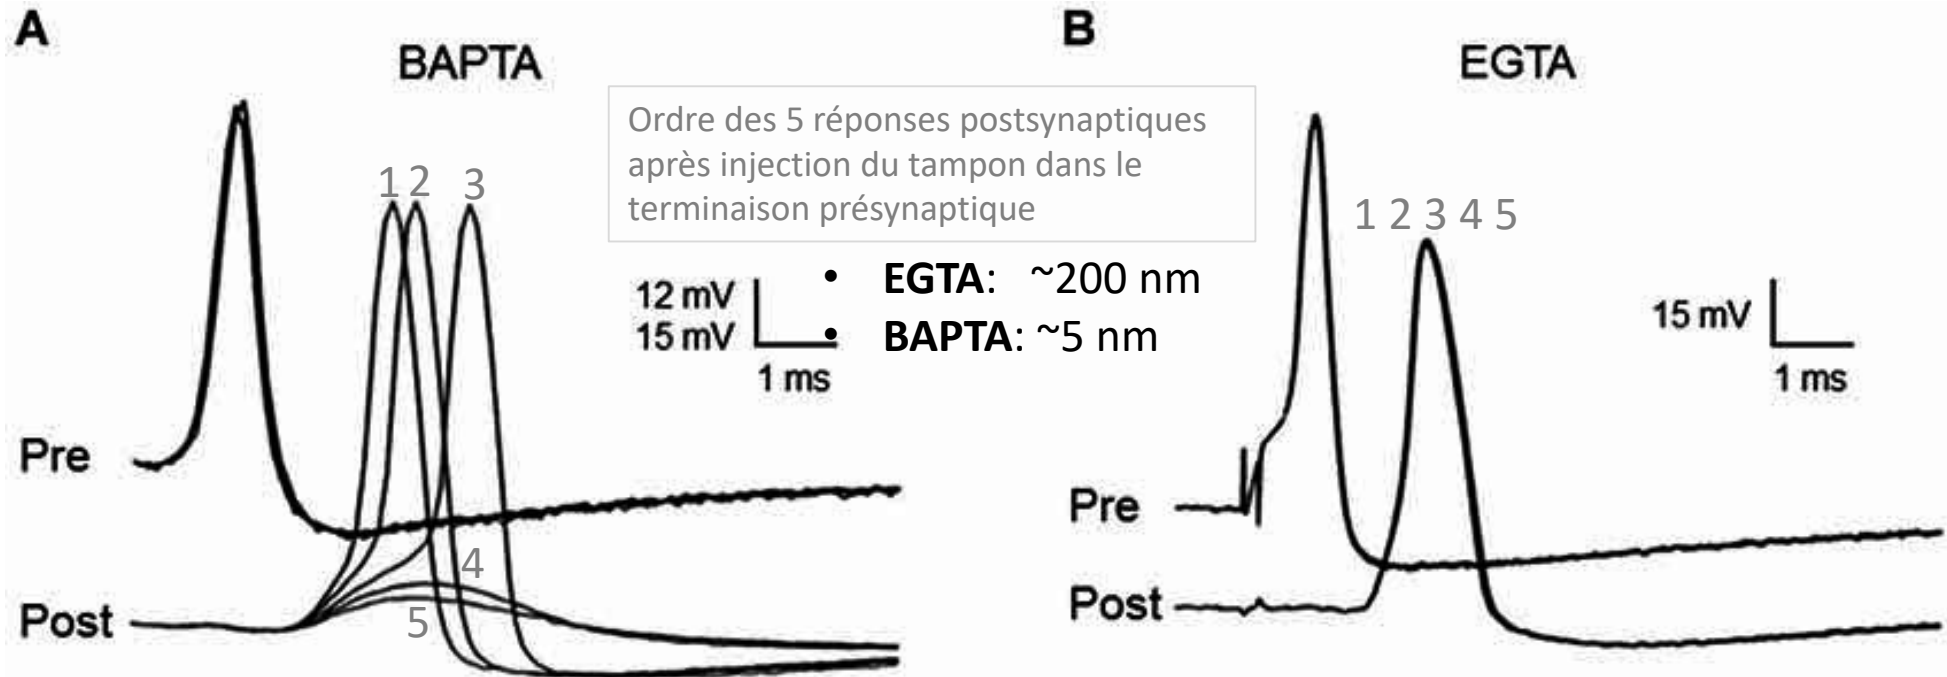 A
BAPTA
Ordre des 5 réponses postsynaptiques
après injection du tampon dans le
terminaison présynaptique
1 2 3
12 mV
15 mV
1 ms
• EGTA: ~200 nm
• BAPTA: ~5 nm
Pre
4
5
Post
B
EGTA
1 2 3 4 5
15 mV
1 ms
Pre
Post